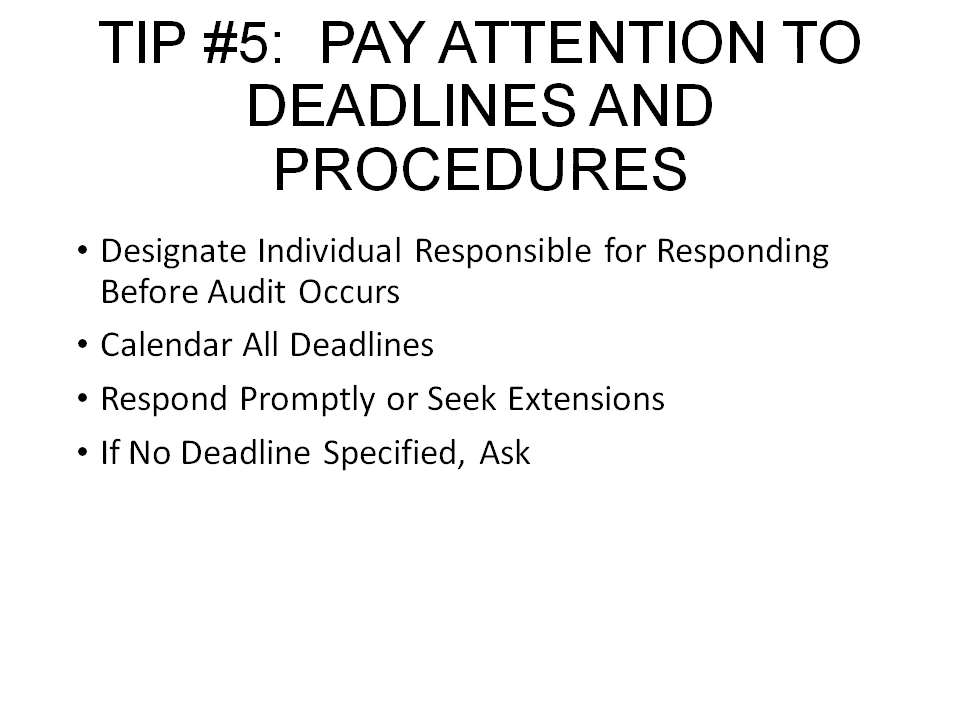 TIP #5:  PAY ATTENTION TO
DEADLINES AND
PROCEDURES
• Designate Individual Responsible for Responding
Before Audit Occurs
• Calendar All Deadlines
• Respond Promptly or Seek Extensions
• If No Deadline Specified, Ask